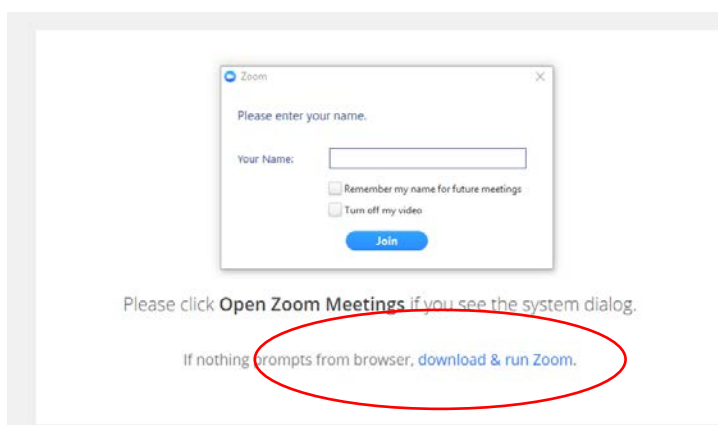 Zoom
Please enter your name.
Your Name:
Remember my name for future meetings
Turn off my video
Join
Please click Open Zoom Meetings if you see the system dialog.
If nothing prompts from browser, download & run Zoom.